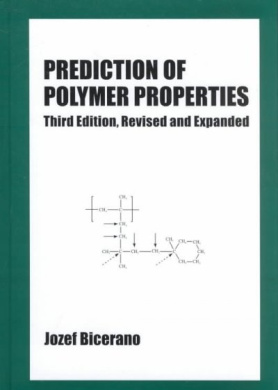 PREDICTION OF
POLYMER PROPERTIES
Third Edition, Revised and Expanded
Jozef Bicerano